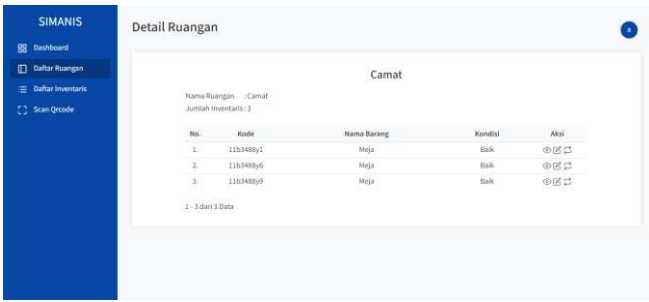 SIMANIS
Dashboard
Daftar Ruangan
Daftar Inventaris
Scan Qrcode
Detail Ruangan
Camat
Nama Ruangan :Camat
Jumlah Inventaris : 3
No. Kode Nama Barang Kondisi Aksi
1. 11b3488y1 Meja Baik
2. 11b3488y6 Meja Baik
3. 11b3488y9 Meja Baik
1 - 3 dari 3 Data